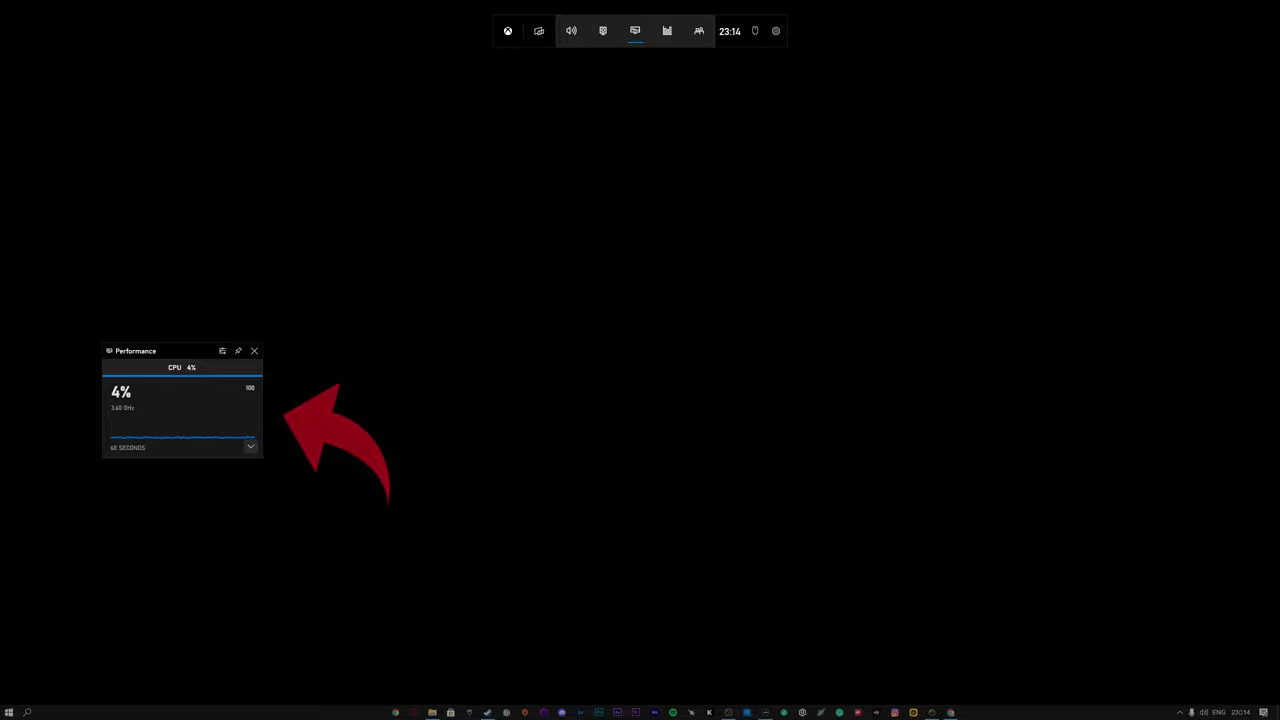 23:14
Performance
CPU 4%
4%
100
3.60 GHz
60 SECONDS
ENG
23:14